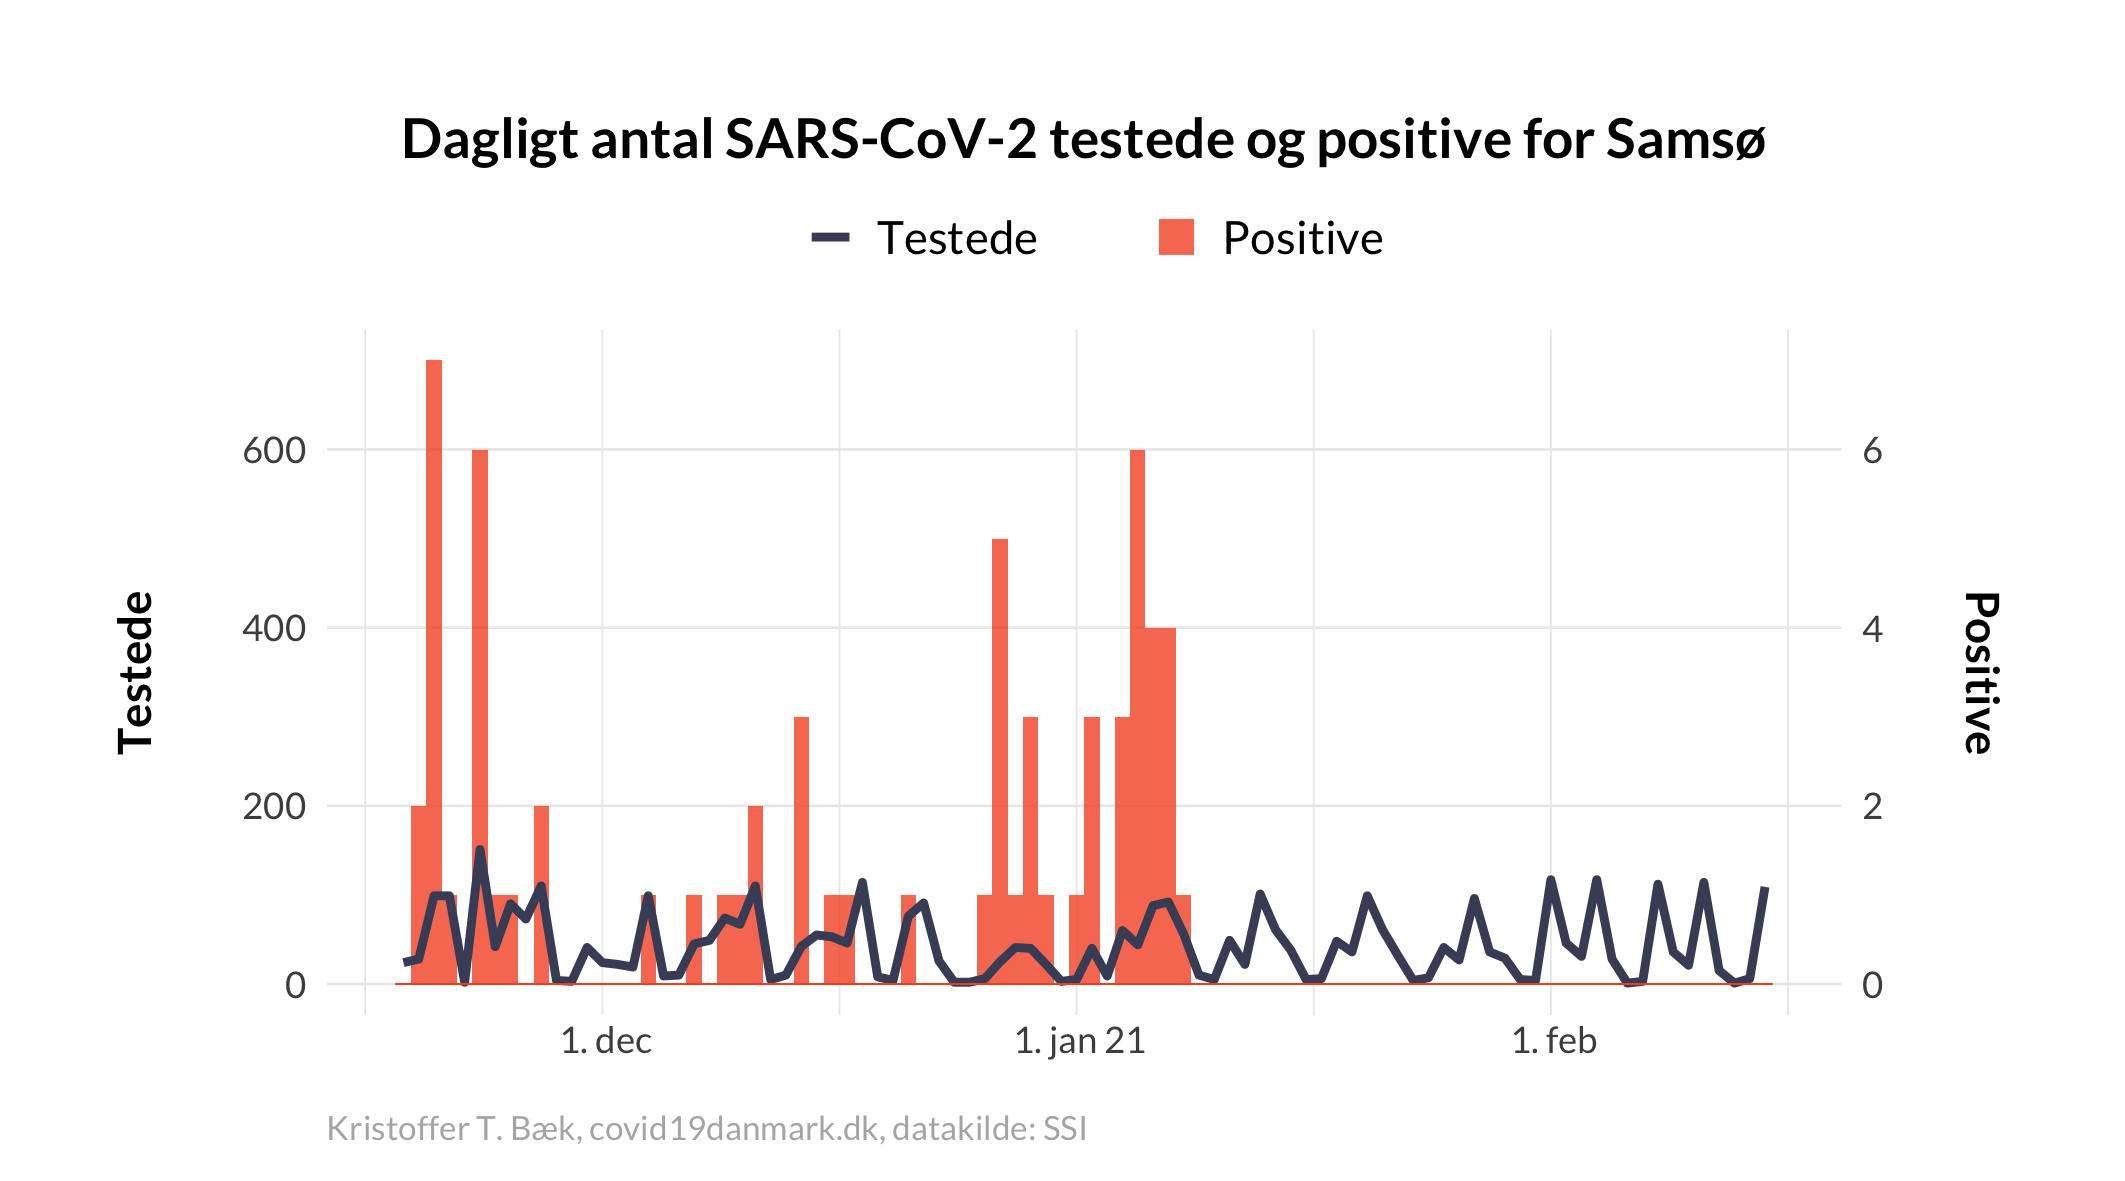 Dagligt antal SARS-CoV-2 testede og positive for Samsø
Testede
Positive
600
400
200
0
6
4
2
0
Testede
Positive
1. dec
1. jan 21
1. feb
Kristoffer T. Bæk, covid19danmark.dk, datakilde: SSI